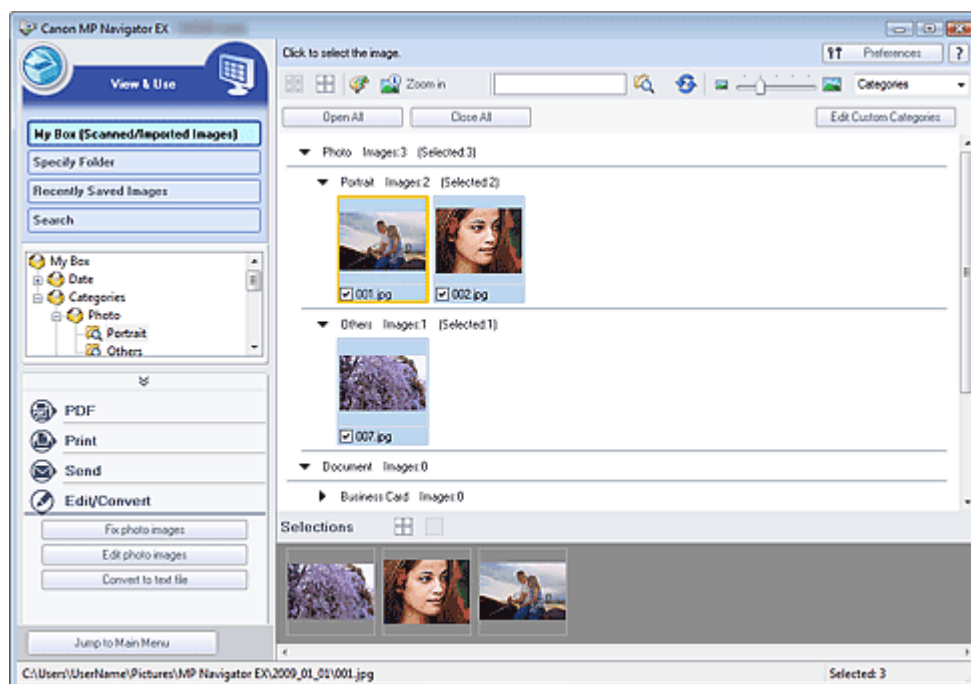 Canon MP Navigator EX
Click to select the image.
Preferences
?
View & Use
Zoom in
Categories
Open All
Close All
Edit Custom Categories
My Box (Scanned/Imported Images)
Specify Folder
Recently Saved Images
Search
My Box
Date
Categories
Photo
Portrait
Others
PDF
Print
Send
Edit/Convert
Fix photo images
Edit photo images
Convert to text file
Jump to Main Menu
Photo Images:3 (Selected:3)
Portrait Images:2 (Selected:2)
001.jpg
002.jpg
Others Images:1 (Selected:1)
007.jpg
Document Images:0
Business Card Images:0
Selections
C:\Users\UserName\Pictures\MP Navigator EX\2009_01_01\001.jpg
Selected: 3